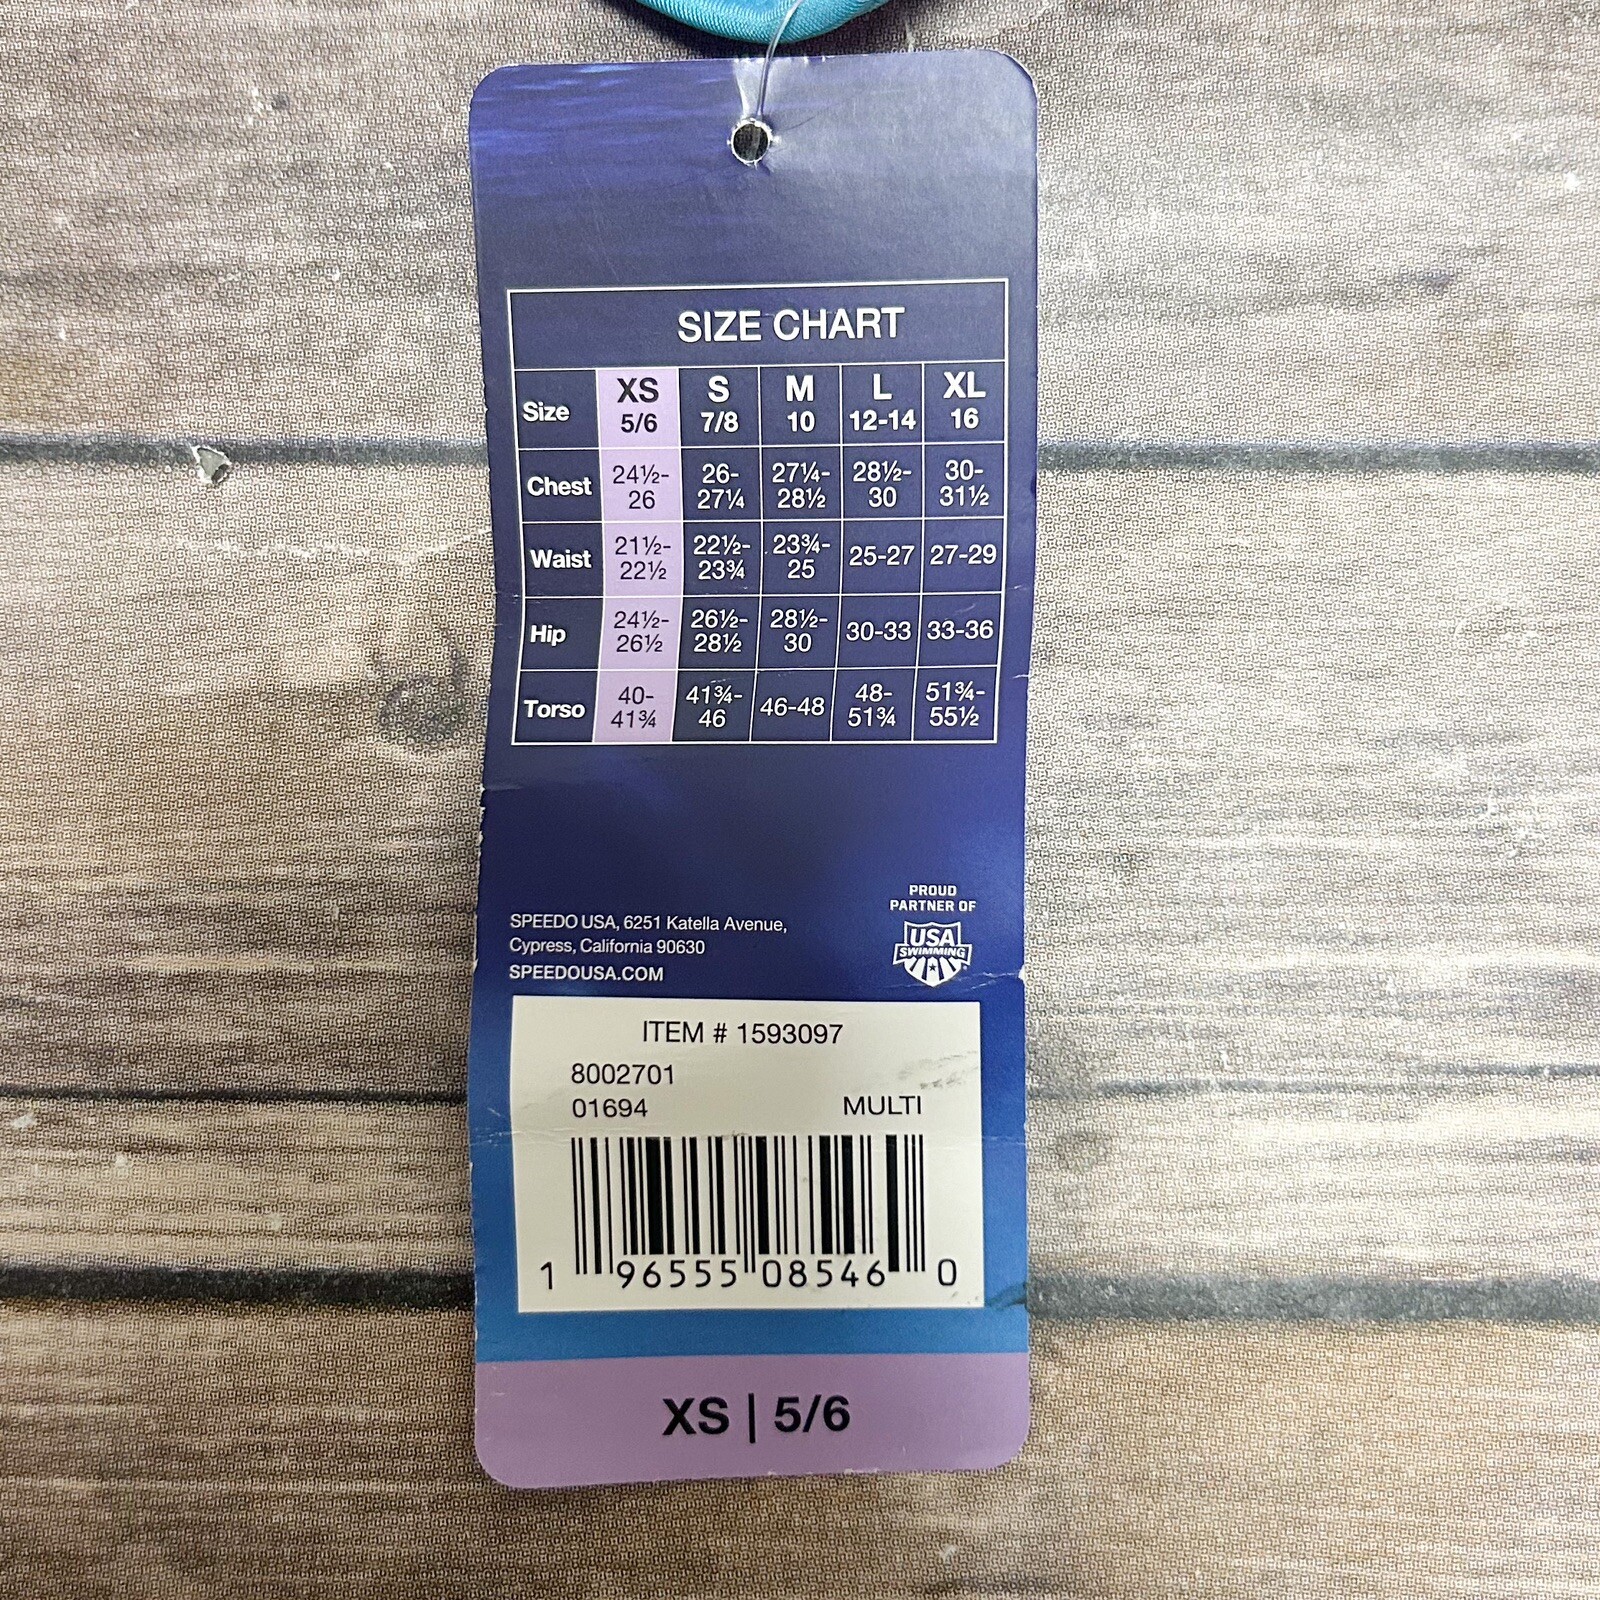 SIZE CHART
Size XS 5/6 S 7/8 M 10 L 12-14 XL 16
Chest 24½-26 26-27¼ 27¼-28½ 28½-30 30-31½
Waist 21½-22½ 22½-23¾ 23¾-25 25-27 27-29
Hip 24½-26½ 26½-28½ 28½-30 30-33 33-36
Torso 40-41¾ 41¾-46 46-48 48-51¾ 51¾-55½
PROUD
PARTNER OF
USA
SWIMMING
SPEEDO USA, 6251 Katella Avenue,
Cypress, California 90630
SPEEDOUSA.COM
ITEM # 1593097
8002701
01694 MULTI
1 96555 08546 0
XS | 5/6